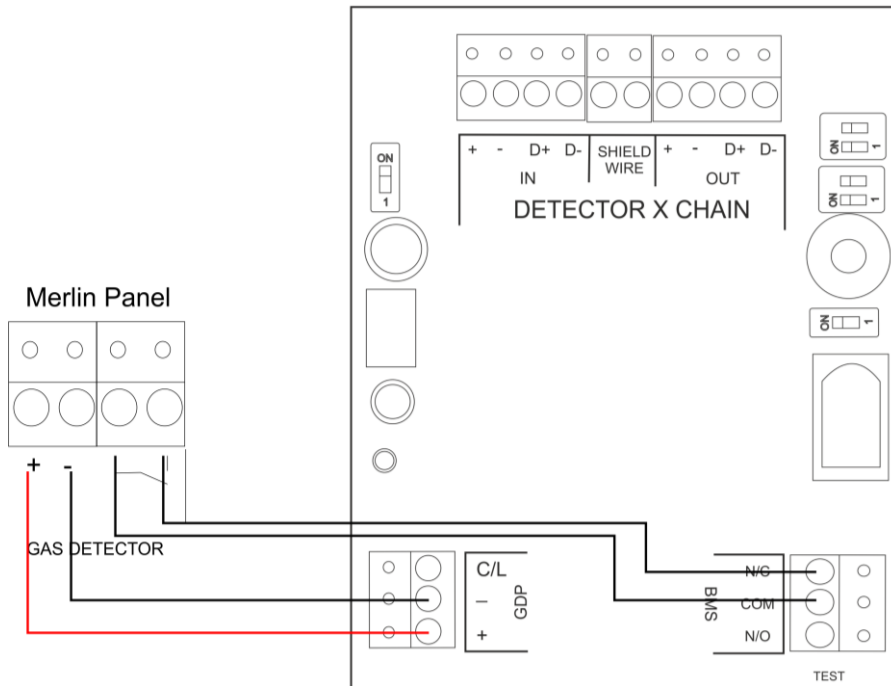 + - D+ D- SHIELD WIRE + - D+ D-
IN OUT
DETECTOR X CHAIN
ON
1
ON 1
ON 1
ON 1
Merlin Panel
+ -
GAS DETECTOR
C/L
–
+
GDP
BMS
N/C
COM
N/O
TEST